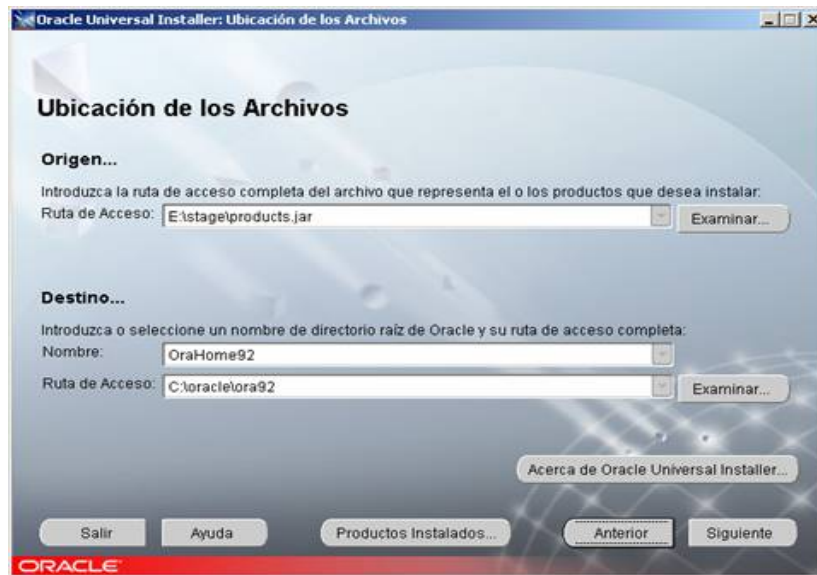 Oracle Universal Installer: Ubicación de los Archivos
Ubicación de los Archivos
Origen...
Introduzca la ruta de acceso completa del archivo que representa el o los productos que desea instalar:
Ruta de Acceso: E:\stage\products.jar Examinar...
Destino...
Introduzca o seleccione un nombre de directorio raíz de Oracle y su ruta de acceso completa:
Nombre: OraHome92
Ruta de Acceso: C:\oracle\ora92 Examinar...
Acerca de Oracle Universal Installer...
Salir Ayuda Productos Instalados... Anterior Siguiente
ORACLE